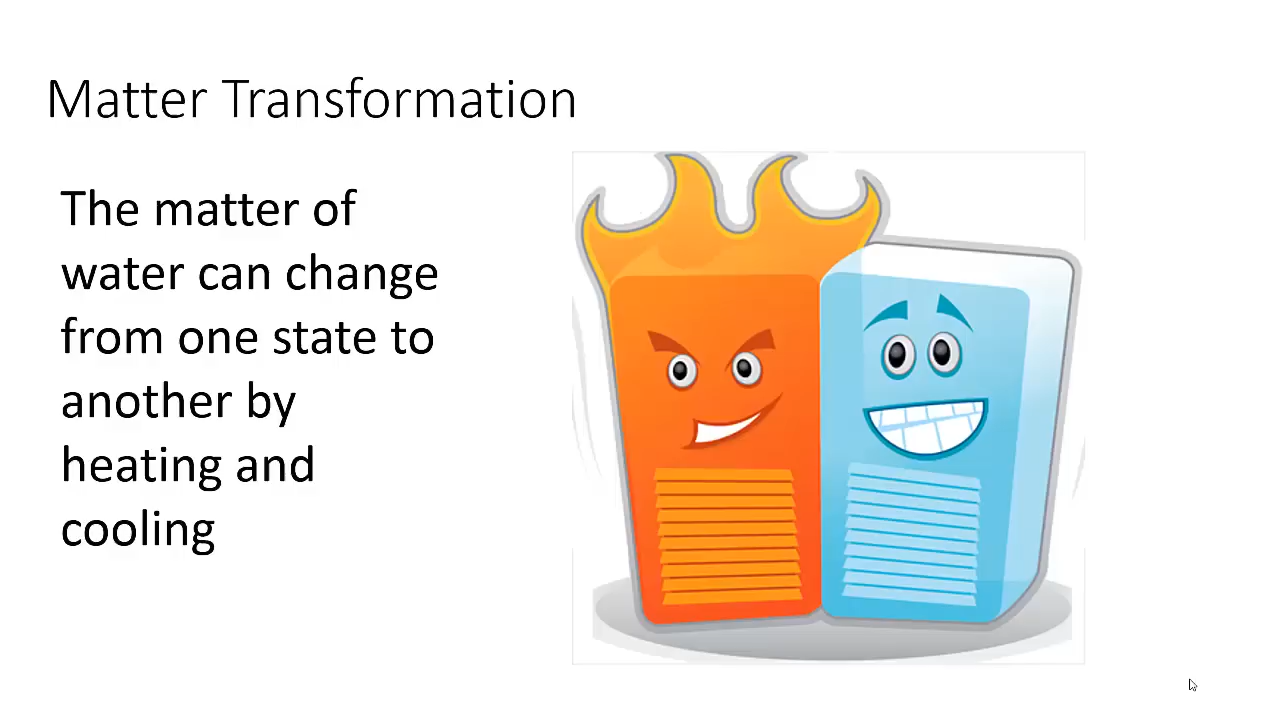 Matter Transformation
The matter of
water can change
from one state to
another by
heating and
cooling